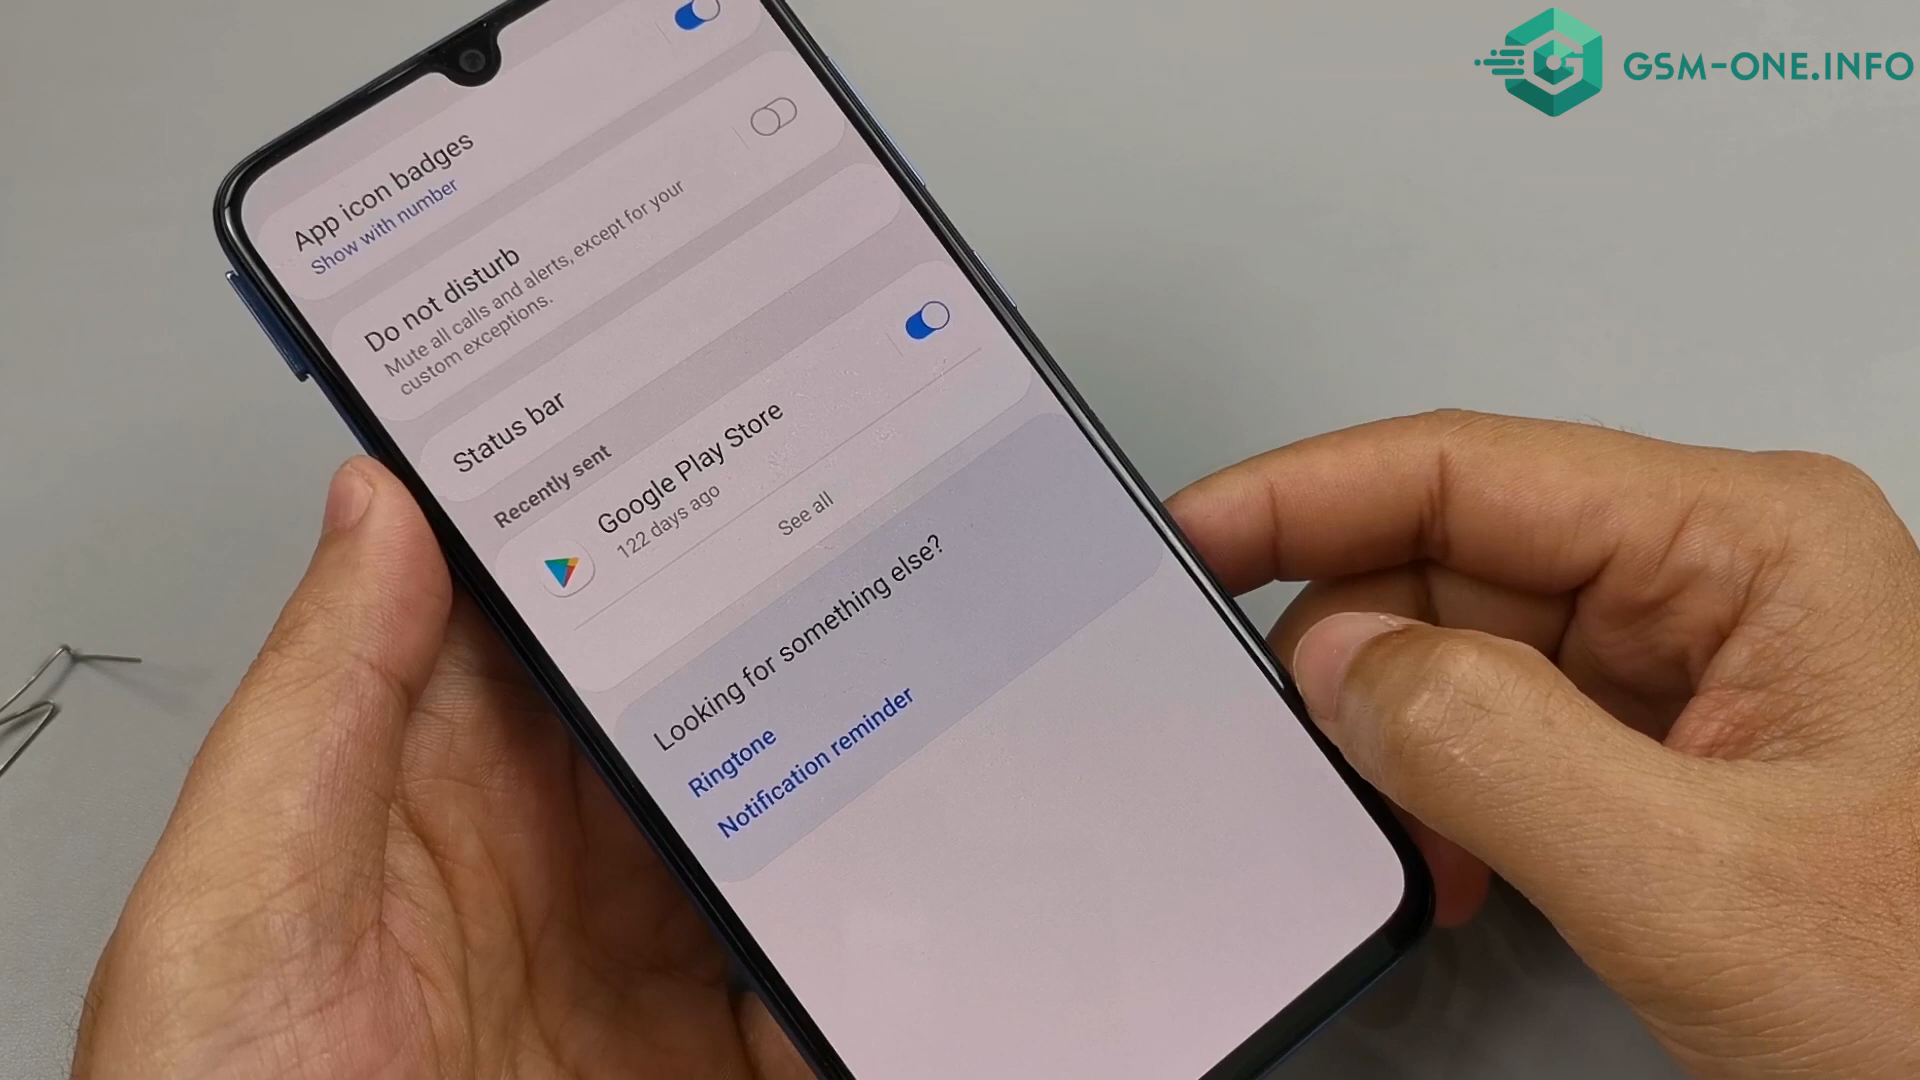 GSM-ONE.INFO
App icon badges
Show with number
Do not disturb
Mute all calls and alerts, except for your
custom exceptions.
Status bar
Recently sent
Google Play Store
122 days ago
See all
Looking for something else?
Ringtone
Notification reminder